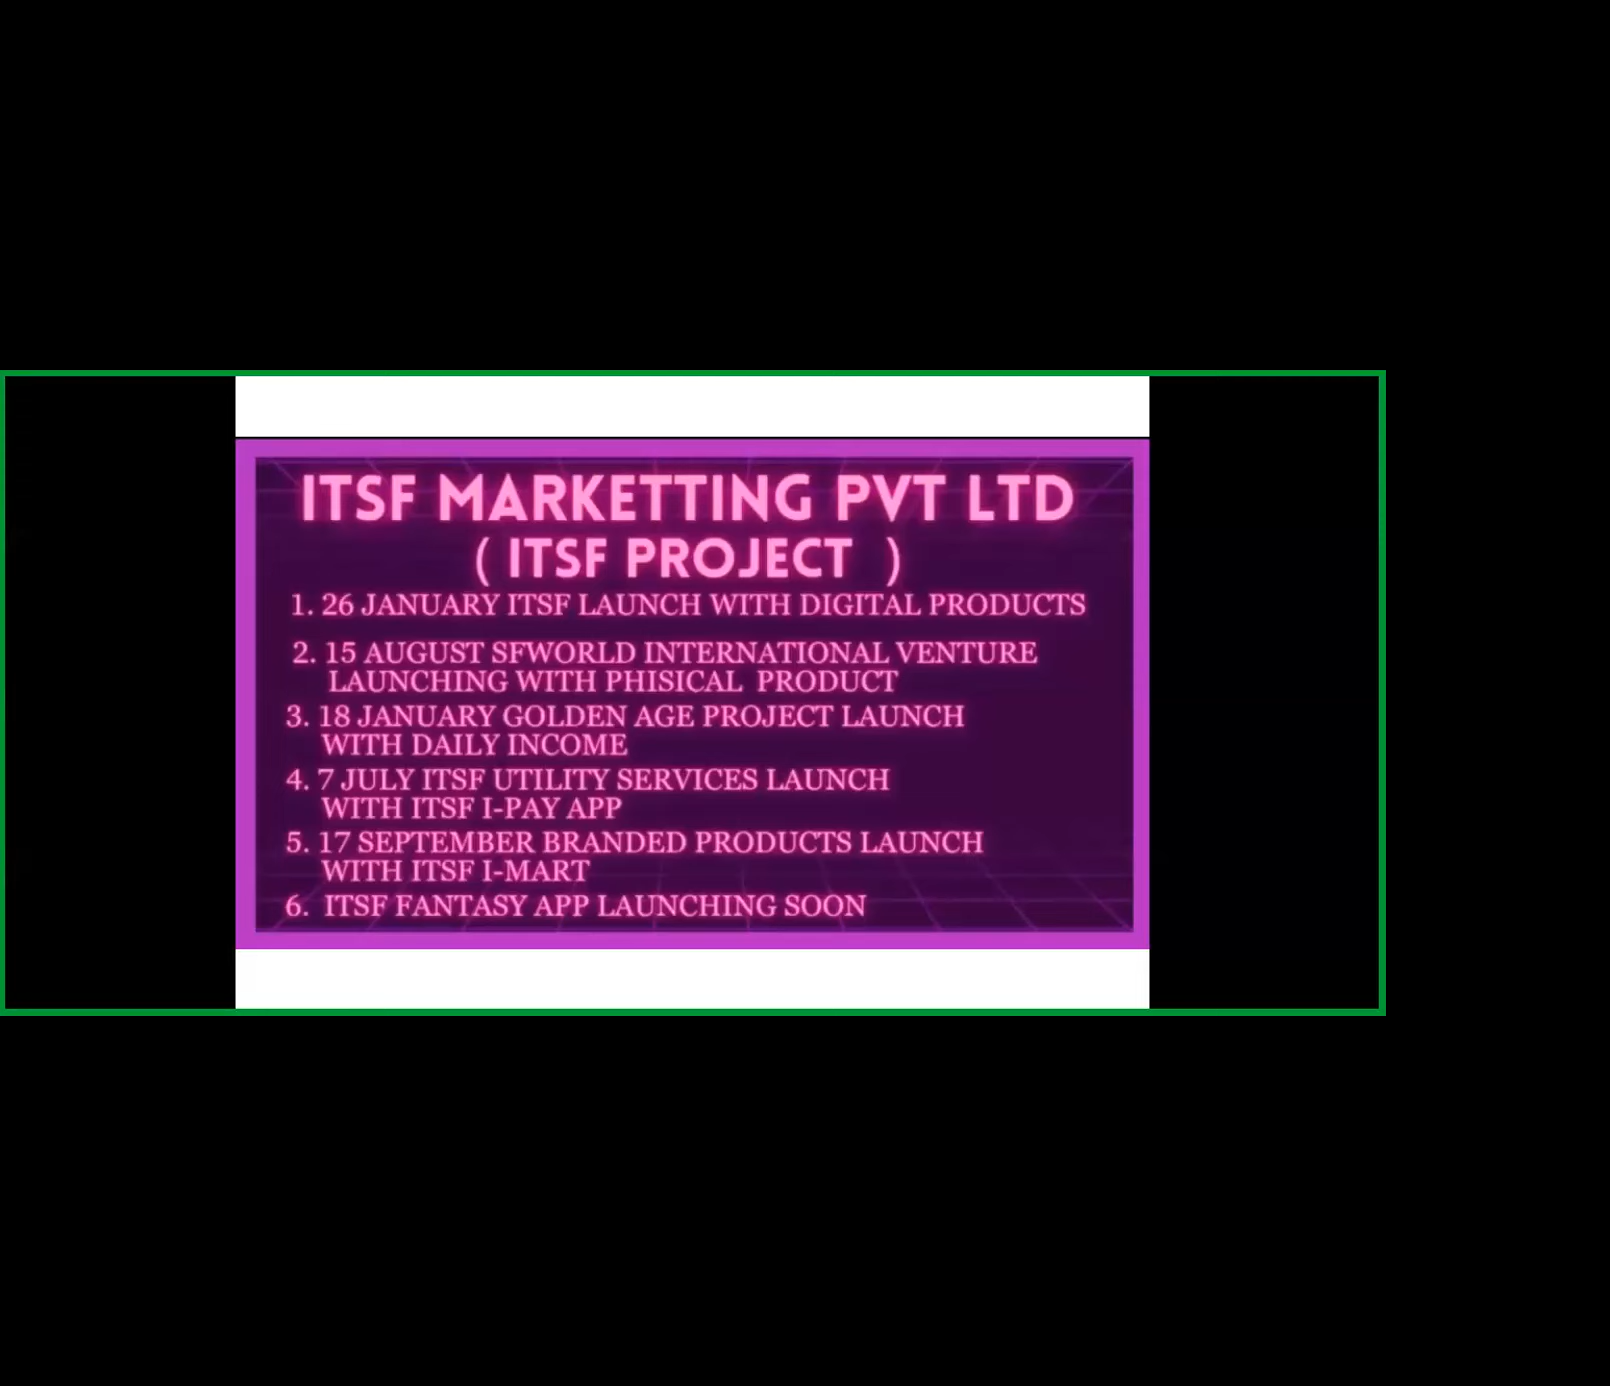 ITSF MARKETTING PVT LTD
( ITSF PROJECT )
1. 26 JANUARY ITSF LAUNCH WITH DIGITAL PRODUCTS
2. 15 AUGUST SFWORLD INTERNATIONAL VENTURE
LAUNCHING WITH PHISICAL PRODUCT
3. 18 JANUARY GOLDEN AGE PROJECT LAUNCH
WITH DAILY INCOME
4. 7 JULY ITSF UTILITY SERVICES LAUNCH
WITH ITSF I-PAY APP
5. 17 SEPTEMBER BRANDED PRODUCTS LAUNCH
WITH ITSF I-MART
6. ITSF FANTASY APP LAUNCHING SOON